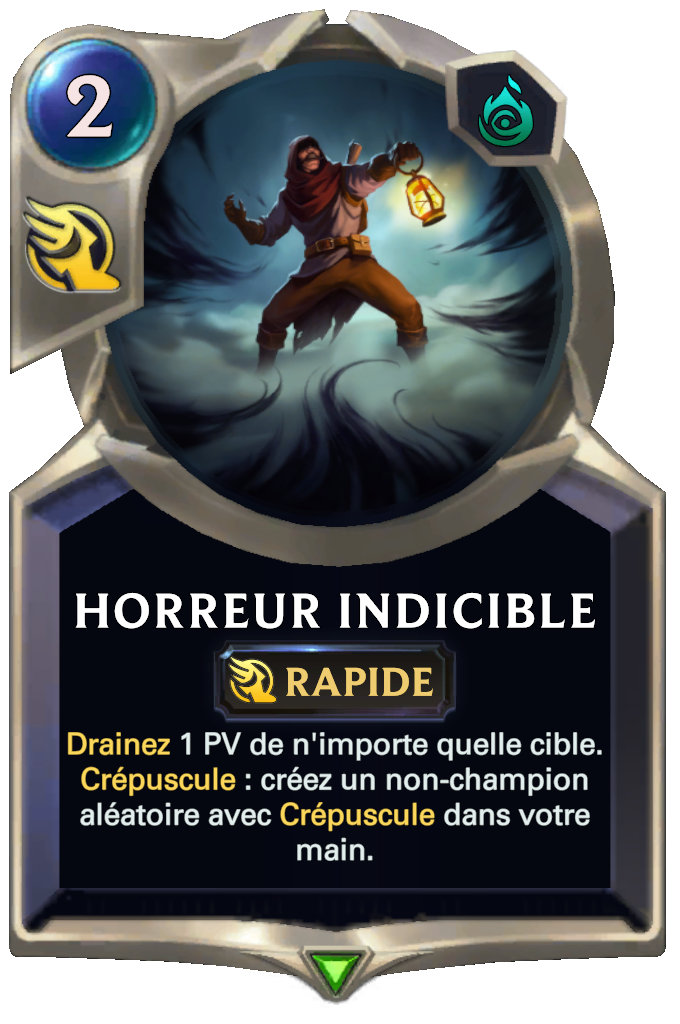 2
HORREUR INDICIBLE
RAPIDE
Drainez 1 PV de n'importe quelle cible.
Crépuscule : créez un non-champion
aléatoire avec Crépuscule dans votre
main.